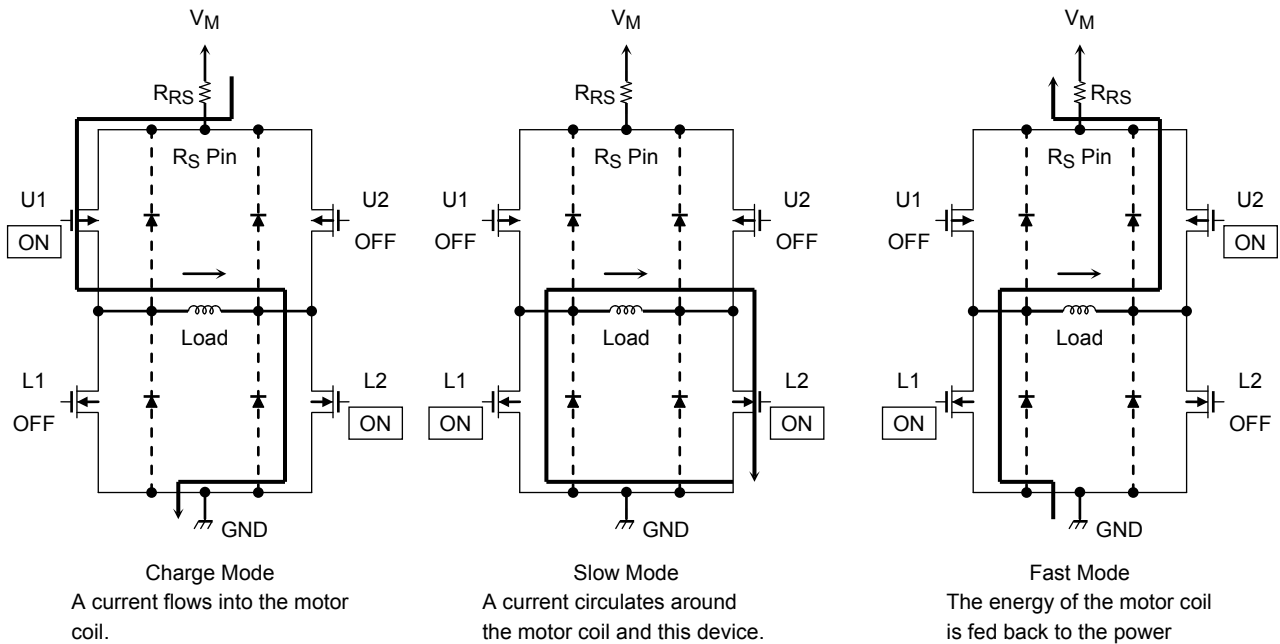 VM
RRS
RS Pin
U1
ON
U2
OFF
Load
L1
OFF
L2
ON
GND
Charge Mode
A current flows into the motor
coil.
VM
RRS
RS Pin
U1
OFF
U2
OFF
Load
L1
ON
L2
ON
GND
Slow Mode
A current circulates around
the motor coil and this device.
VM
RRS
RS Pin
U1
OFF
U2
ON
Load
L1
ON
L2
OFF
GND
Fast Mode
The energy of the motor coil
is fed back to the power